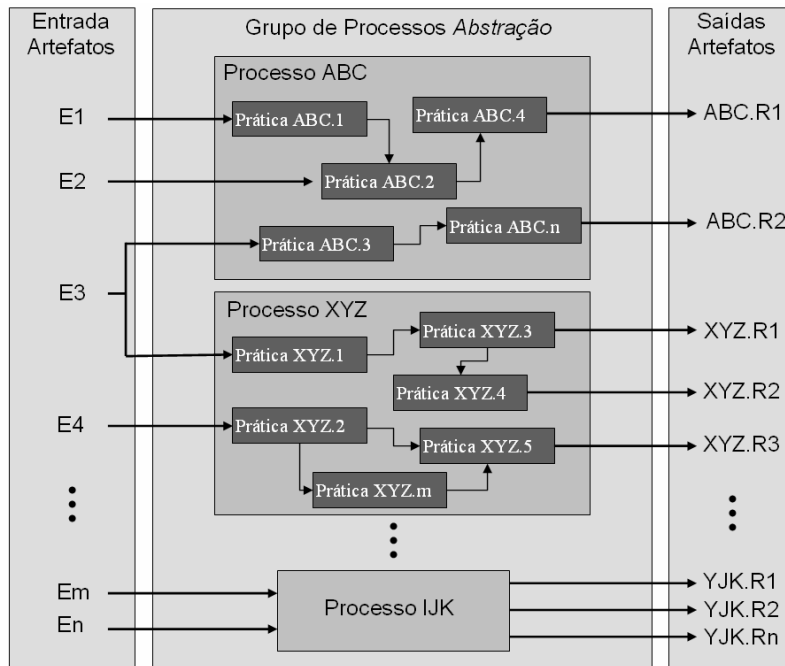 Entrada
Artefatos
Grupo de Processos Abstração
Saídas
Artefatos
Processo ABC
E1
Prática ABC.1
Prática ABC.4
ABC.R1
E2
Prática ABC.2
Prática ABC.3
Prática ABC.n
ABC.R2
E3
Processo XYZ
Prática XYZ.1
Prática XYZ.3
XYZ.R1
Prática XYZ.4
XYZ.R2
E4
Prática XYZ.2
Prática XYZ.5
XYZ.R3
Prática XYZ.m
Em
En
Processo IJK
YJK.R1
YJK.R2
YJK.Rn